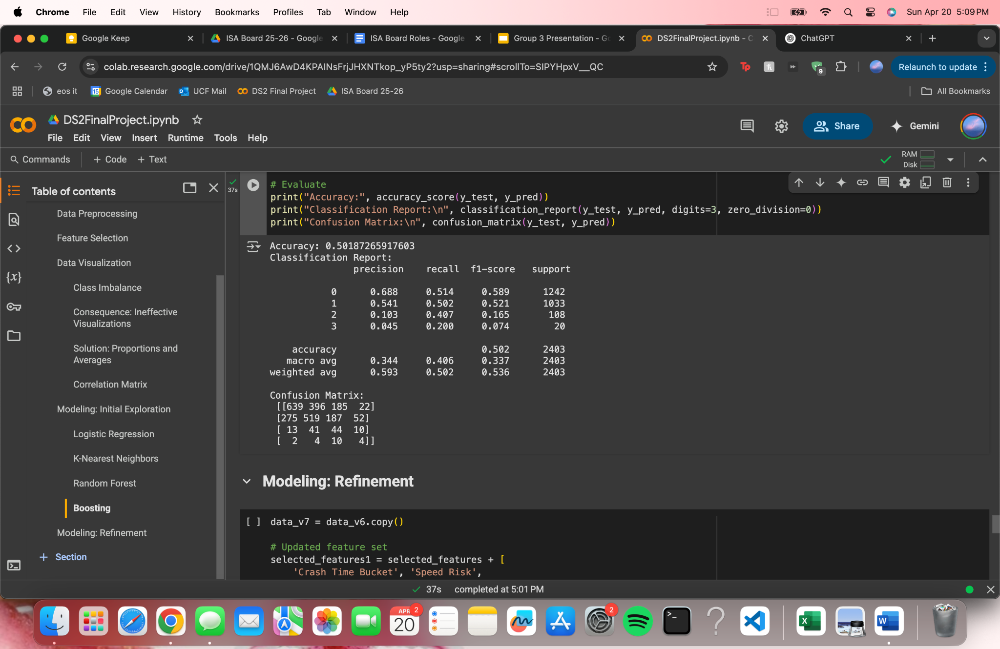 Chrome File Edit View History Bookmarks Profiles Tab Window Help Sun Apr 20 5:09 PM
Google Keep ISA Board 25-26 - Google ISA Board Roles - Google Group 3 Presentation - Go DS2FinalProject.ipynb - C ChatGPT
colab.research.google.com/drive/1QMJ6AwD4KPAINsFrjJHXNTkop_yP5ty2?usp=sharing#scrollTo=SIPYHpxV__QC Tp 9 Relaunch to update
eos it 15 Google Calendar UCF Mail DS2 Final Project ISA Board 25-26 All Bookmarks
DS2FinalProject.ipynb
File Edit View Insert Runtime Tools Help
Share Gemini
Commands + Code + Text RAM
Disk
Table of contents
Data Preprocessing
Feature Selection
Data Visualization
Class Imbalance
Consequence: Ineffective
Visualizations
Solution: Proportions and
Averages
Correlation Matrix
Modeling: Initial Exploration
Logistic Regression
K-Nearest Neighbors
Random Forest
Boosting
Modeling: Refinement
+ Section
37s
# Evaluate
print("Accuracy:", accuracy_score(y_test, y_pred))
print("Classification Report:\n", classification_report(y_test, y_pred, digits=3, zero_division=0))
print("Confusion Matrix:\n", confusion_matrix(y_test, y_pred))
Accuracy: 0.50187265917603
Classification Report:
precision recall f1-score support
0 0.688 0.514 0.589 1242
1 0.541 0.502 0.521 1033
2 0.103 0.407 0.165 108
3 0.045 0.200 0.074 20
accuracy 0.502 2403
macro avg 0.344 0.406 0.337 2403
weighted avg 0.593 0.502 0.536 2403
Confusion Matrix:
[[639 396 185 22]
[275 519 187 52]
[ 13 41 44 10]
[ 2 4 10 4]]
Modeling: Refinement
[ ] data_v7 = data_v6.copy()
# Updated feature set
selected_features1 = selected_features + [
'Crash Time Bucket', 'Speed Risk',
37s completed at 5:01 PM
APR 2
20
2